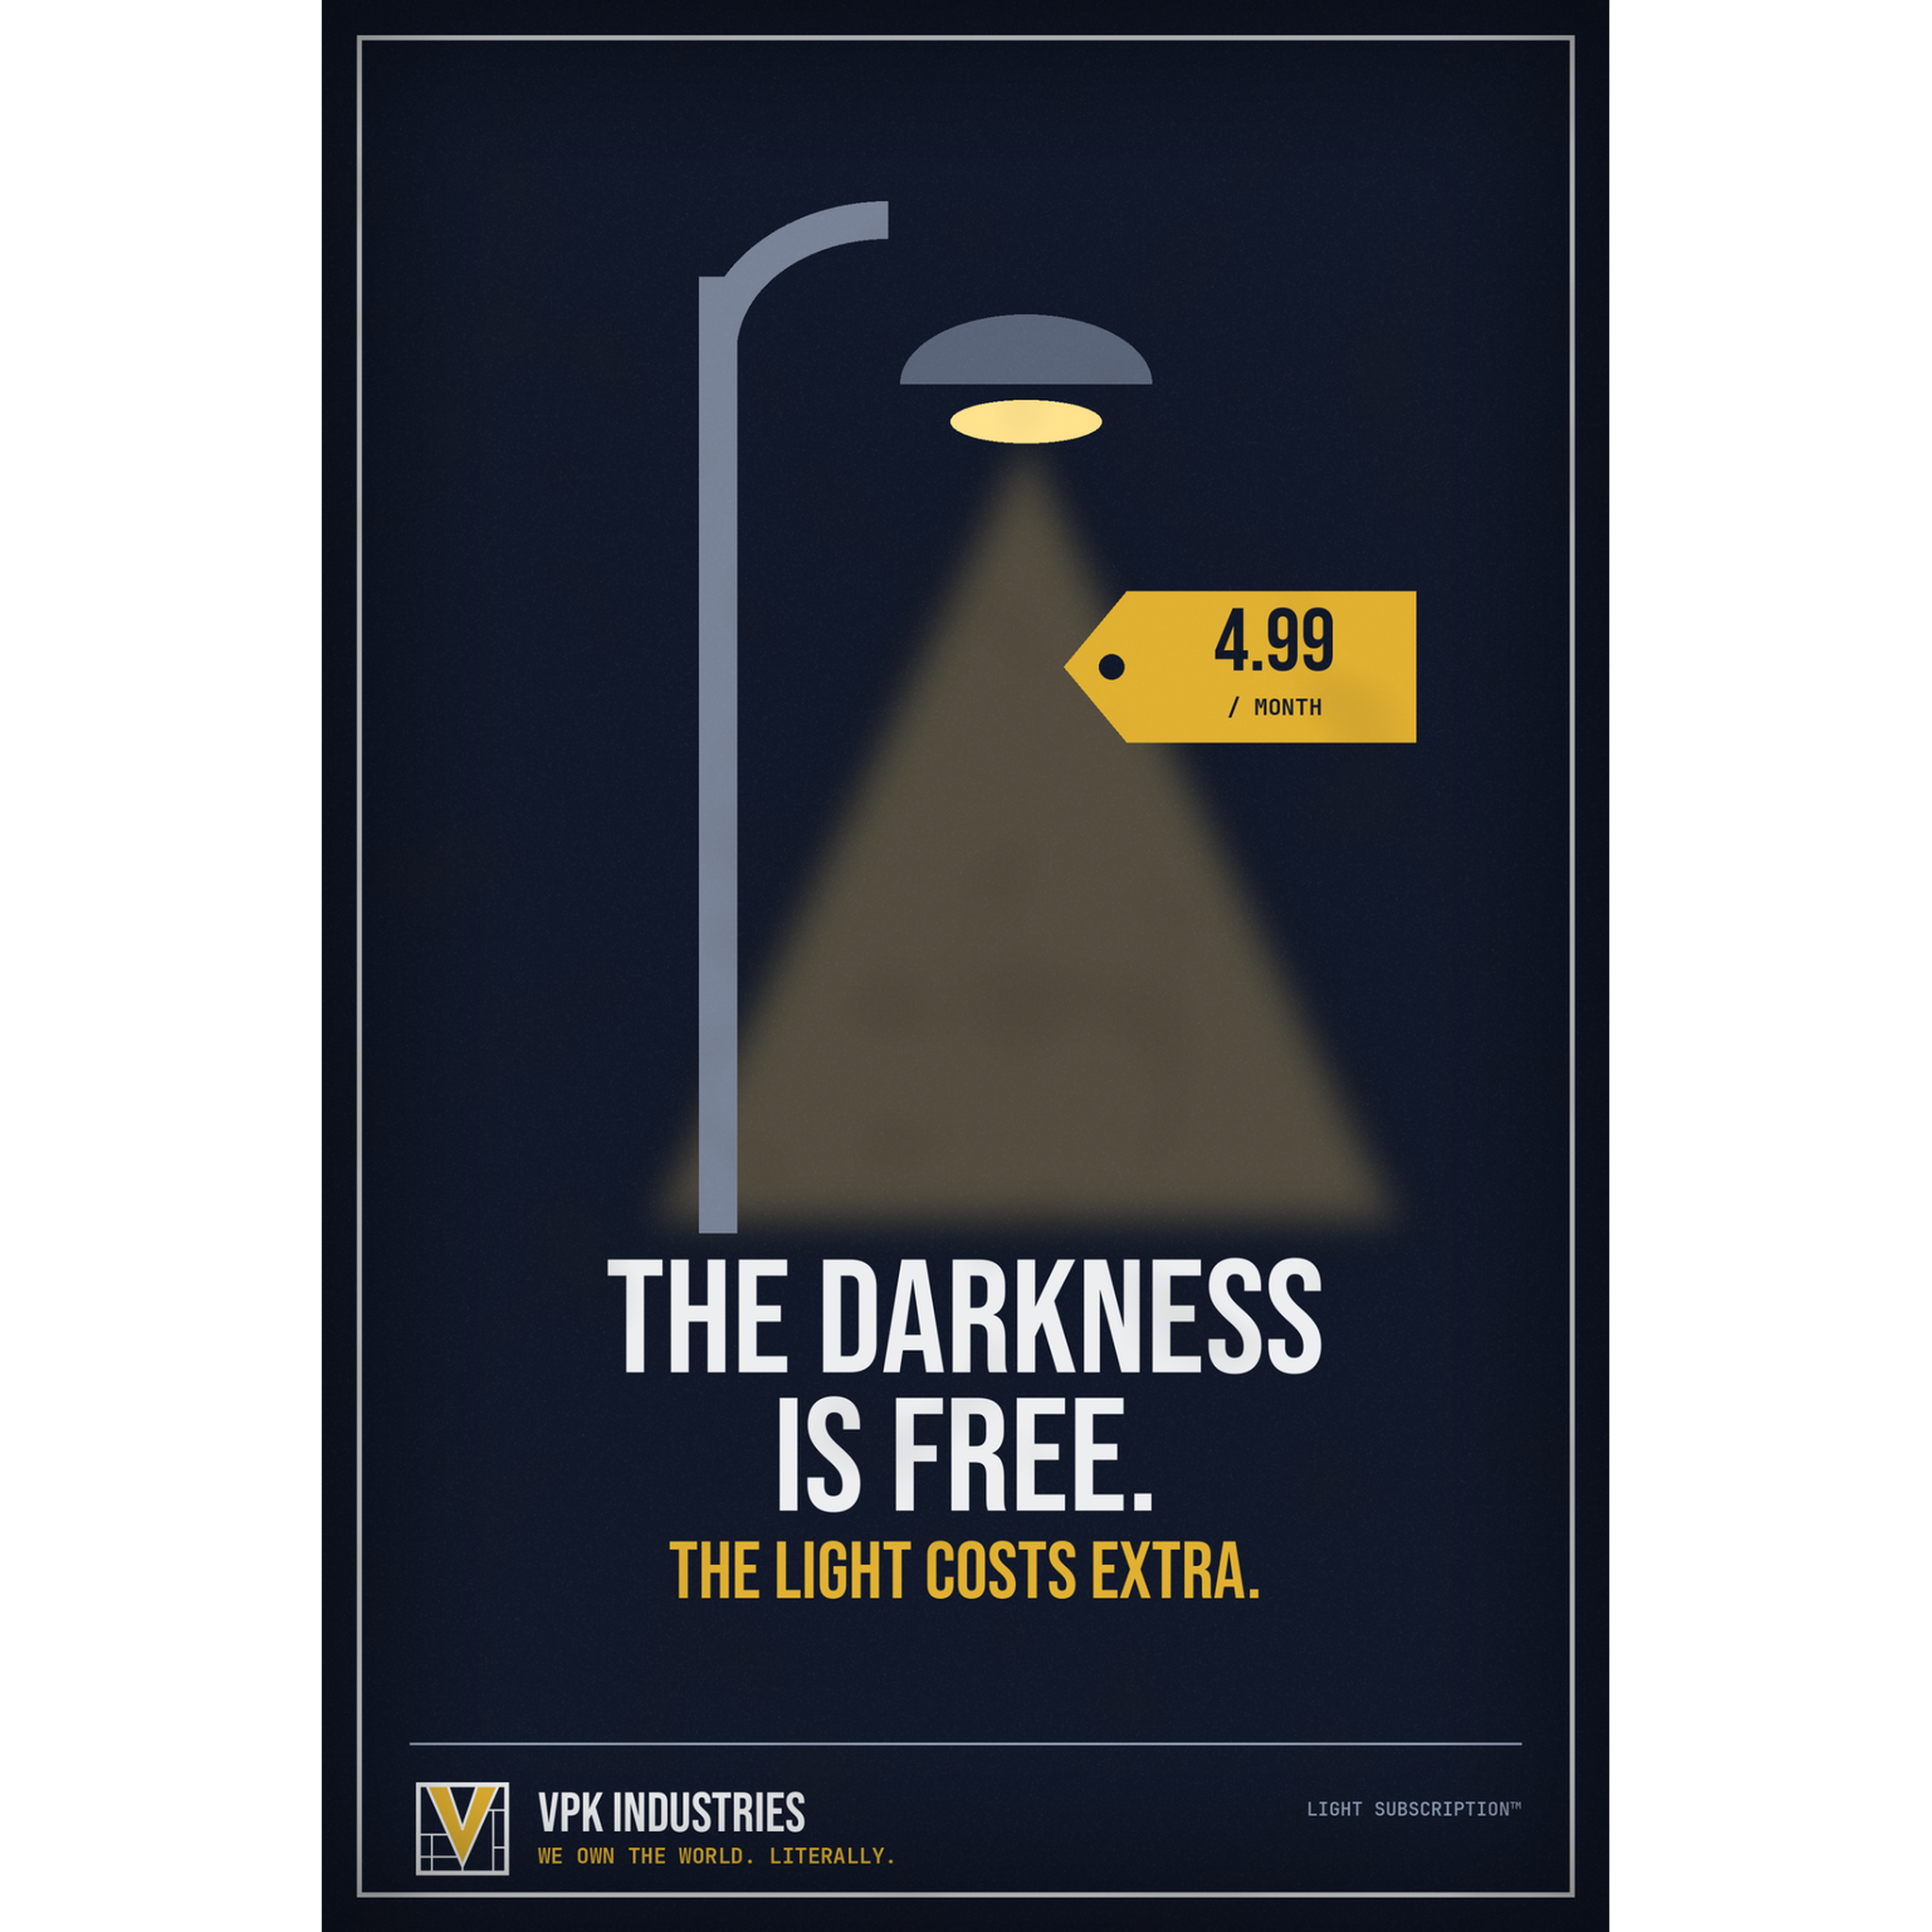 4.99
/ MONTH
THE DARKNESS
IS FREE.
THE LIGHT COSTS EXTRA.
VPK INDUSTRIES
WE OWN THE WORLD. LITERALLY.
LIGHT SUBSCRIPTION™